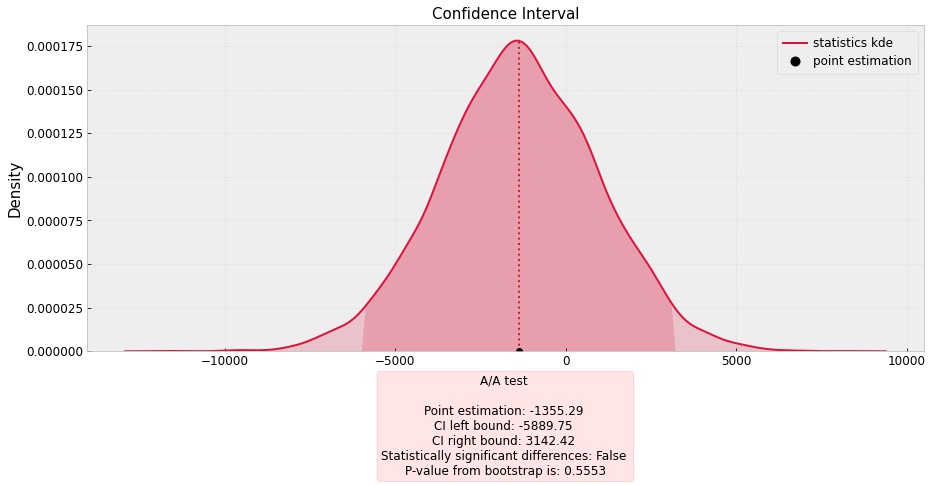 Confidence Interval
statistics kde
point estimation
Density
0.000175
0.000150
0.000125
0.000100
0.000075
0.000050
0.000025
0.000000
−10000
−5000
0
5000
10000
A/A test
Point estimation: -1355.29
CI left bound: -5889.75
CI right bound: 3142.42
Statistically significant differences: False
P-value from bootstrap is: 0.5553